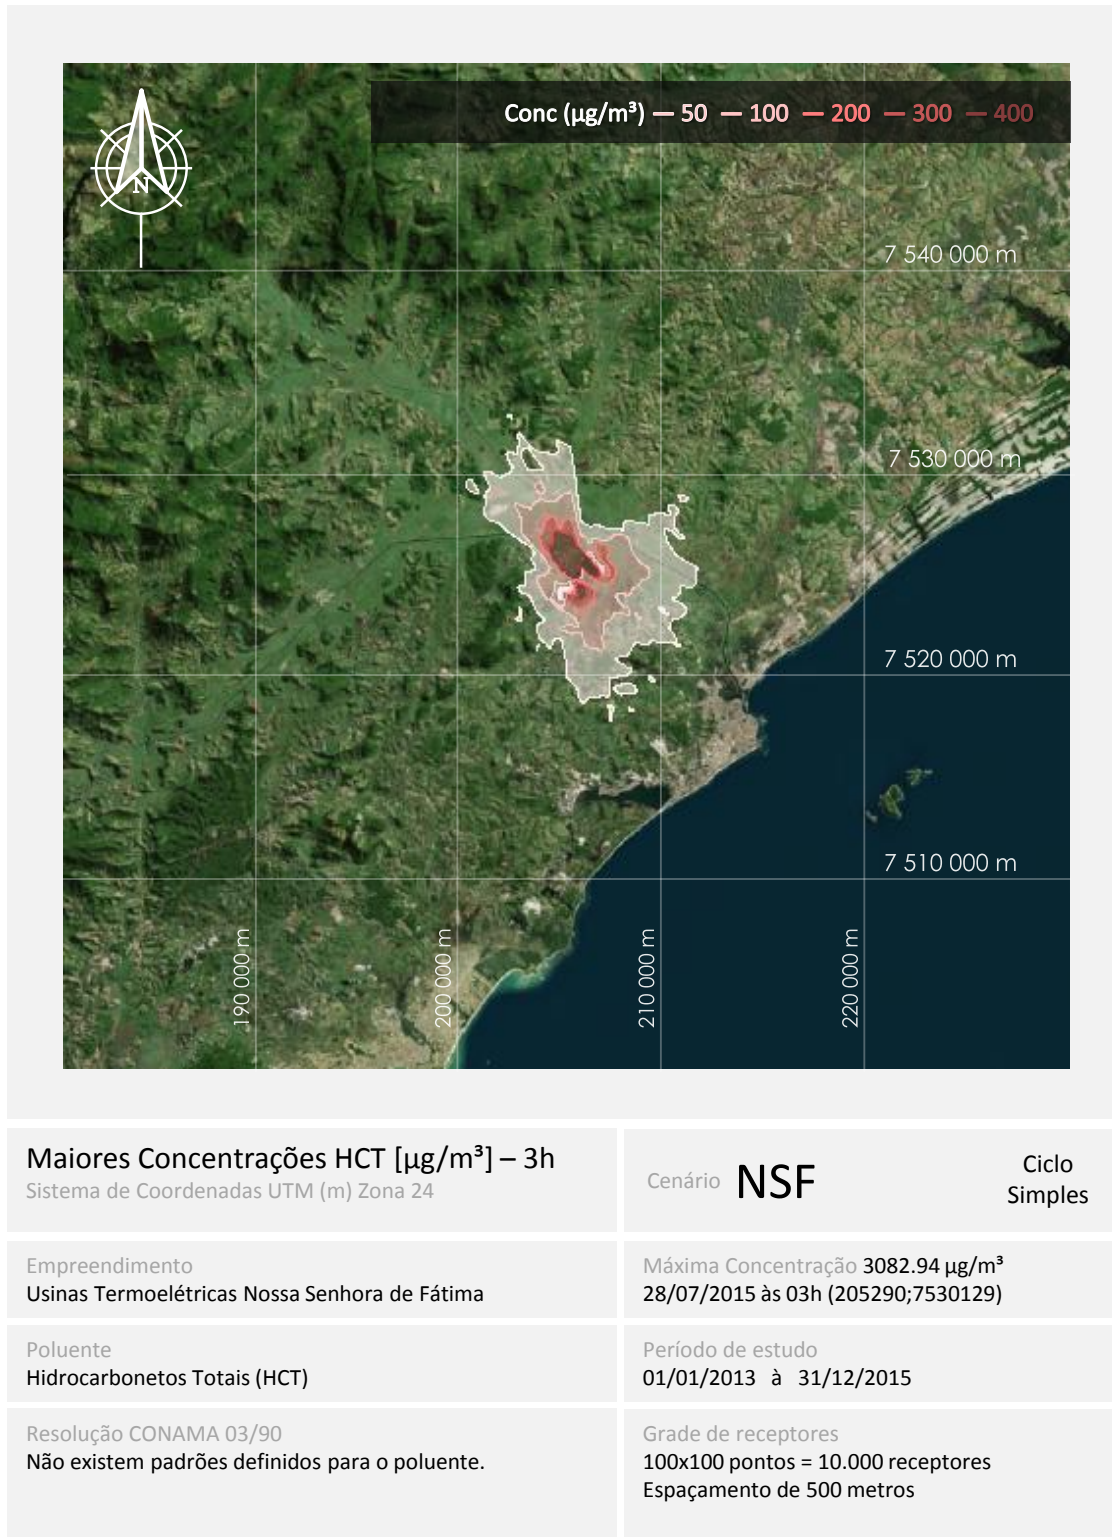 Conc (µg/m³) 50 100 200 300 400
N
7 540 000 m
7 530 000 m
7 520 000 m
7 510 000 m
190 000 m
200 000 m
210 000 m
220 000 m
Maiores Concentrações HCT [µg/m³] – 3h
Sistema de Coordenadas UTM (m) Zona 24
Cenário NSF
Ciclo
Simples
Empreendimento
Usinas Termoelétricas Nossa Senhora de Fátima
Máxima Concentração 3082.94 µg/m³
28/07/2015 às 03h (205290;7530129)
Poluente
Hidrocarbonetos Totais (HCT)
Período de estudo
01/01/2013 à 31/12/2015
Resolução CONAMA 03/90
Não existem padrões definidos para o poluente.
Grade de receptores
100x100 pontos = 10.000 receptores
Espaçamento de 500 metros